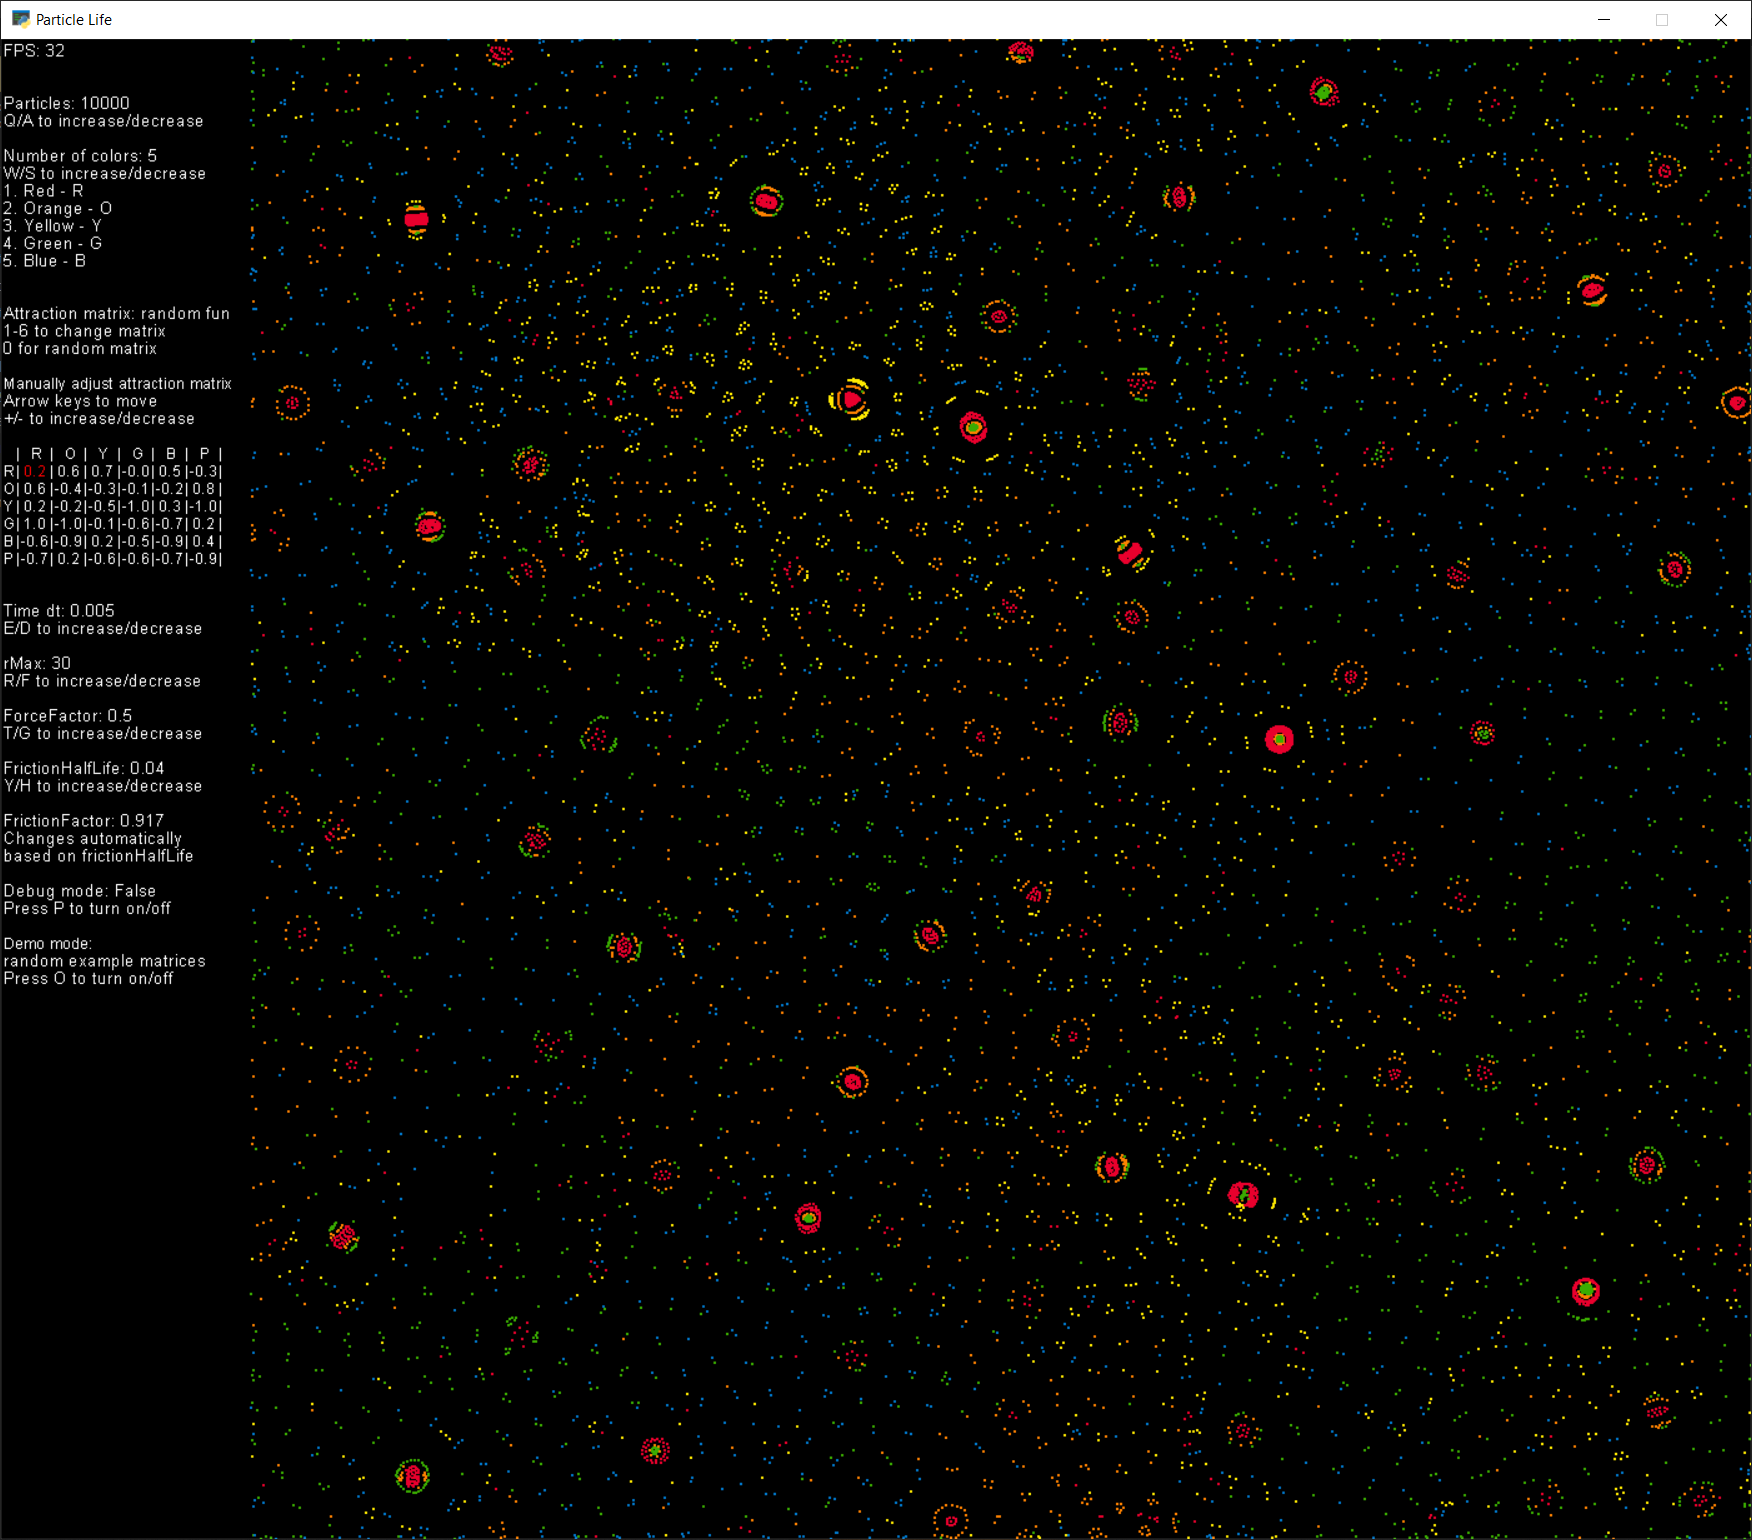 Particle Life
FPS: 32
Particles: 10000
Q/A to increase/decrease
Number of colors: 5
W/S to increase/decrease
1. Red - R
2. Orange - O
3. Yellow - Y
4. Green - G
5. Blue - B
Attraction matrix: random fun
1-6 to change matrix
0 for random matrix
Manually adjust attraction matrix
Arrow keys to move
+/- to increase/decrease
| R | O | Y | G | B | P |
R| 0.2 | 0.6 | 0.7 |-0.0| 0.5 |-0.3|
O| 0.6 |-0.4|-0.3|-0.1|-0.2| 0.8 |
Y| 0.2 |-0.2|-0.5|-1.0| 0.3 |-1.0|
G| 1.0 |-1.0|-0.1|-0.6|-0.7| 0.2 |
B|-0.6|-0.9| 0.2 |-0.5|-0.9| 0.4 |
P|-0.7| 0.2 |-0.6|-0.6|-0.7|-0.9|
Time dt: 0.005
E/D to increase/decrease
rMax: 30
R/F to increase/decrease
ForceFactor: 0.5
T/G to increase/decrease
FrictionHalfLife: 0.04
Y/H to increase/decrease
FrictionFactor: 0.917
Changes automatically
based on frictionHalfLife
Debug mode: False
Press P to turn on/off
Demo mode:
random example matrices
Press O to turn on/off